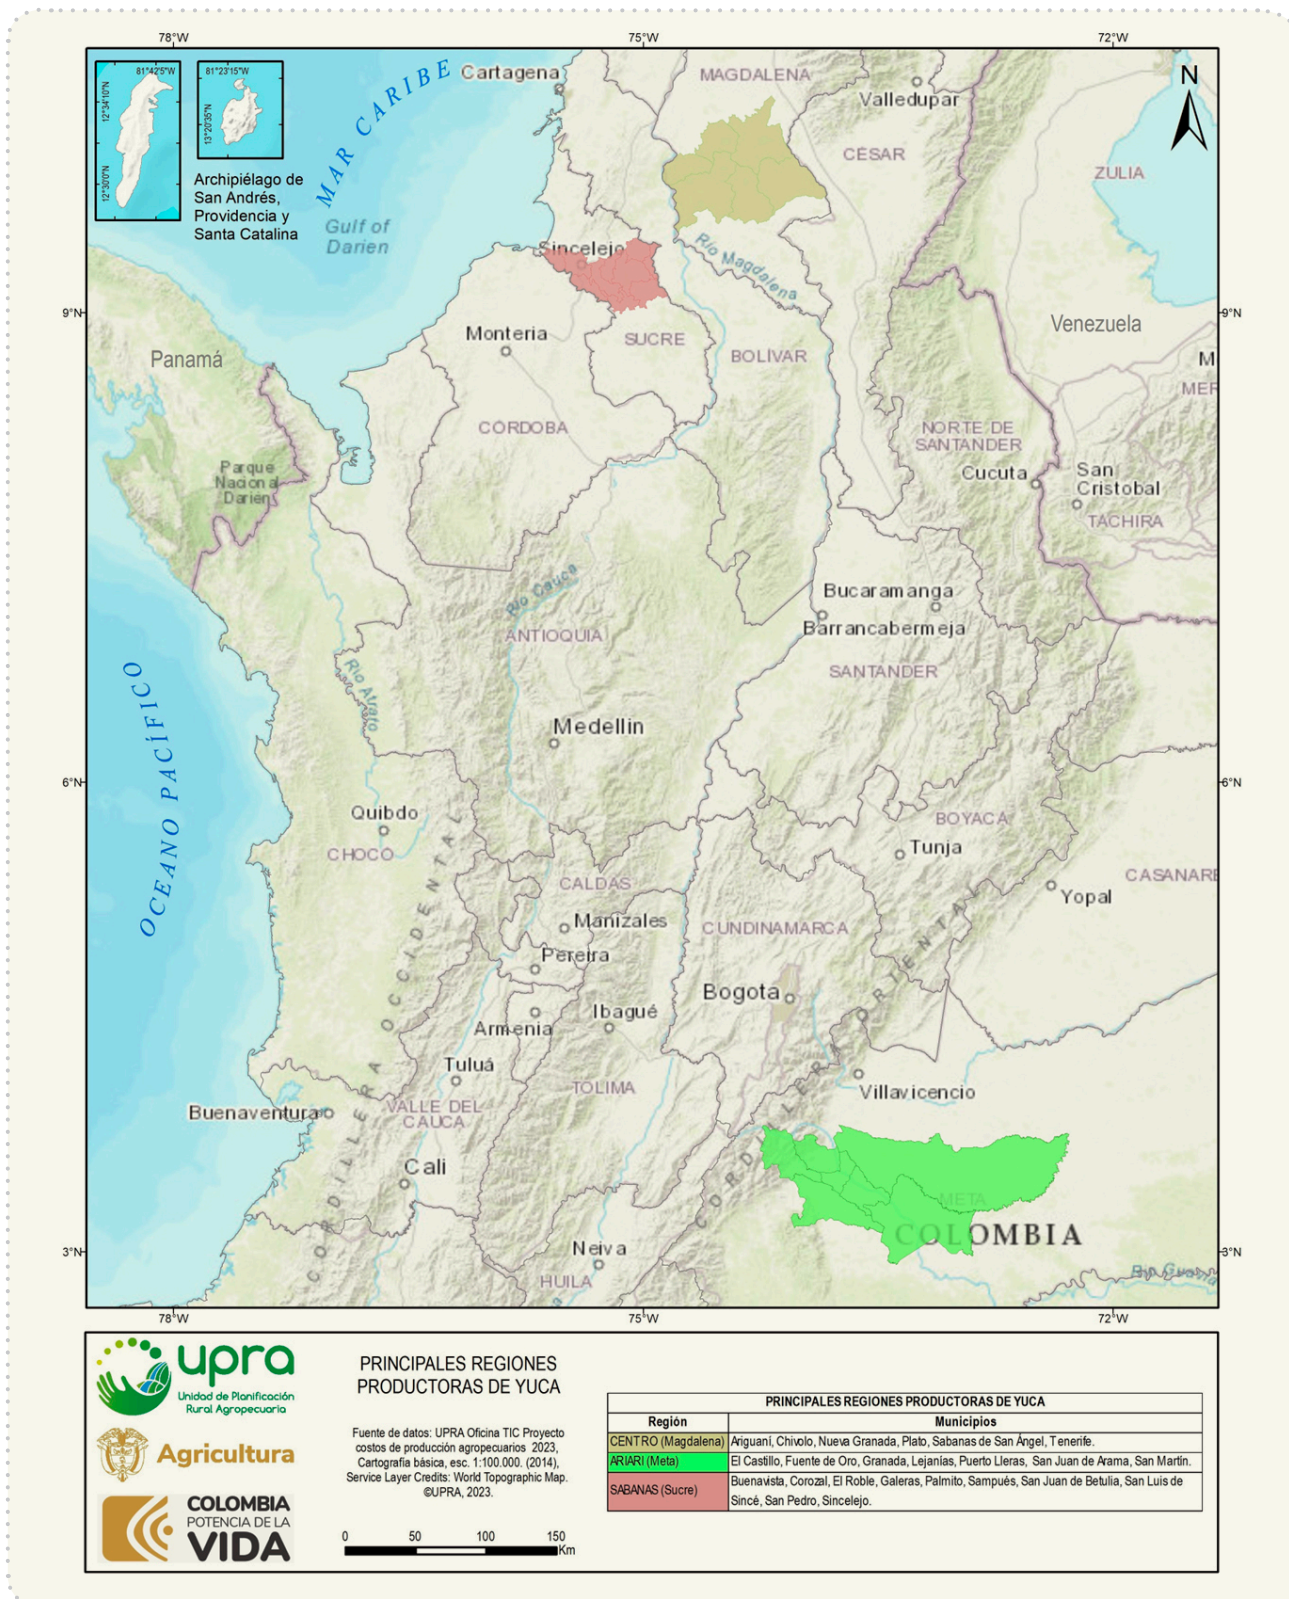 78°W
75°W
72°W
81°42'5"W
81°23'15"W
12°34'10"N
12°30'0"N
13°20'35"N
Archipiélago de
San Andrés,
Providencia y
Santa Catalina
MAR CARIBE
Gulf of
Darien
Cartagena
MAGDALENA
Valledupar
N
CESAR
ZULIA
Sincelejo
Río Magdalena
9°N
9°N
Panamá
Monteria
SUCRE
BOLÍVAR
Venezuela
M
MER
CÓRDOBA
NORTE DE
SANTANDER
Parque
Nacional
Darien
Cucuta
San
Cristobal
TACHIRA
Río Cauca
Bucaramanga
Barrancabermeja
ANTIOQUIA
SANTANDER
Río Atrato
OCEANO PACÍFICO
Medellin
6°N
6°N
Quibdo
CHOCÓ
BOYACA
Tunja
CALDAS
CASANARE
Yopal
Manizales
CUNDINAMARCA
Pereira
Bogota
Armenia
Ibagué
CORDILLERA OCCIDENTAL
CORDILLERA ORIENTA
Tuluá
TOLIMA
Villavicencio
Buenaventura
VALLE DEL
CAUCA
Cali
META
COLOMBIA
Neiva
3°N
3°N
HUILA
78°W
75°W
72°W
upra
Unidad de Planificación
Rural Agropecuaria
Agricultura
COLOMBIA
POTENCIA DE LA
VIDA
PRINCIPALES REGIONES
PRODUCTORAS DE YUCA
Fuente de datos: UPRA Oficina TIC Proyecto
costos de producción agropecuarios 2023,
Cartografía básica, esc. 1:100.000. (2014),
Service Layer Credits: World Topographic Map.
©UPRA, 2023.
0 50 100 150
Km
PRINCIPALES REGIONES PRODUCTORAS DE YUCA
Región Municipios
CENTRO (Magdalena) Ariguaní, Chivolo, Nueva Granada, Plato, Sabanas de San Ángel, Tenerife.
ARIARI (Meta) El Castillo, Fuente de Oro, Granada, Lejanías, Puerto Lleras, San Juan de Arama, San Martín.
SABANAS (Sucre) Buenavista, Corozal, El Roble, Galeras, Palmito, Sampués, San Juan de Betulia, San Luis de
Sincé, San Pedro, Sincelejo.